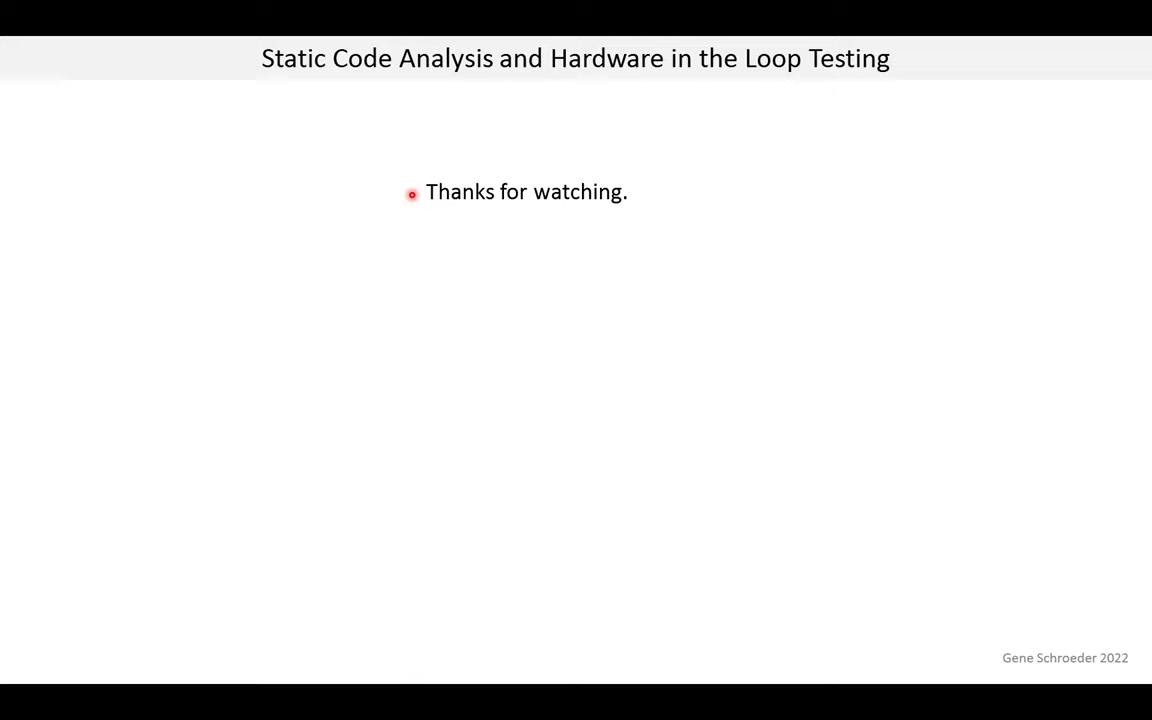 Static Code Analysis and Hardware in the Loop Testing
Thanks for watching.
Gene Schroeder 2022